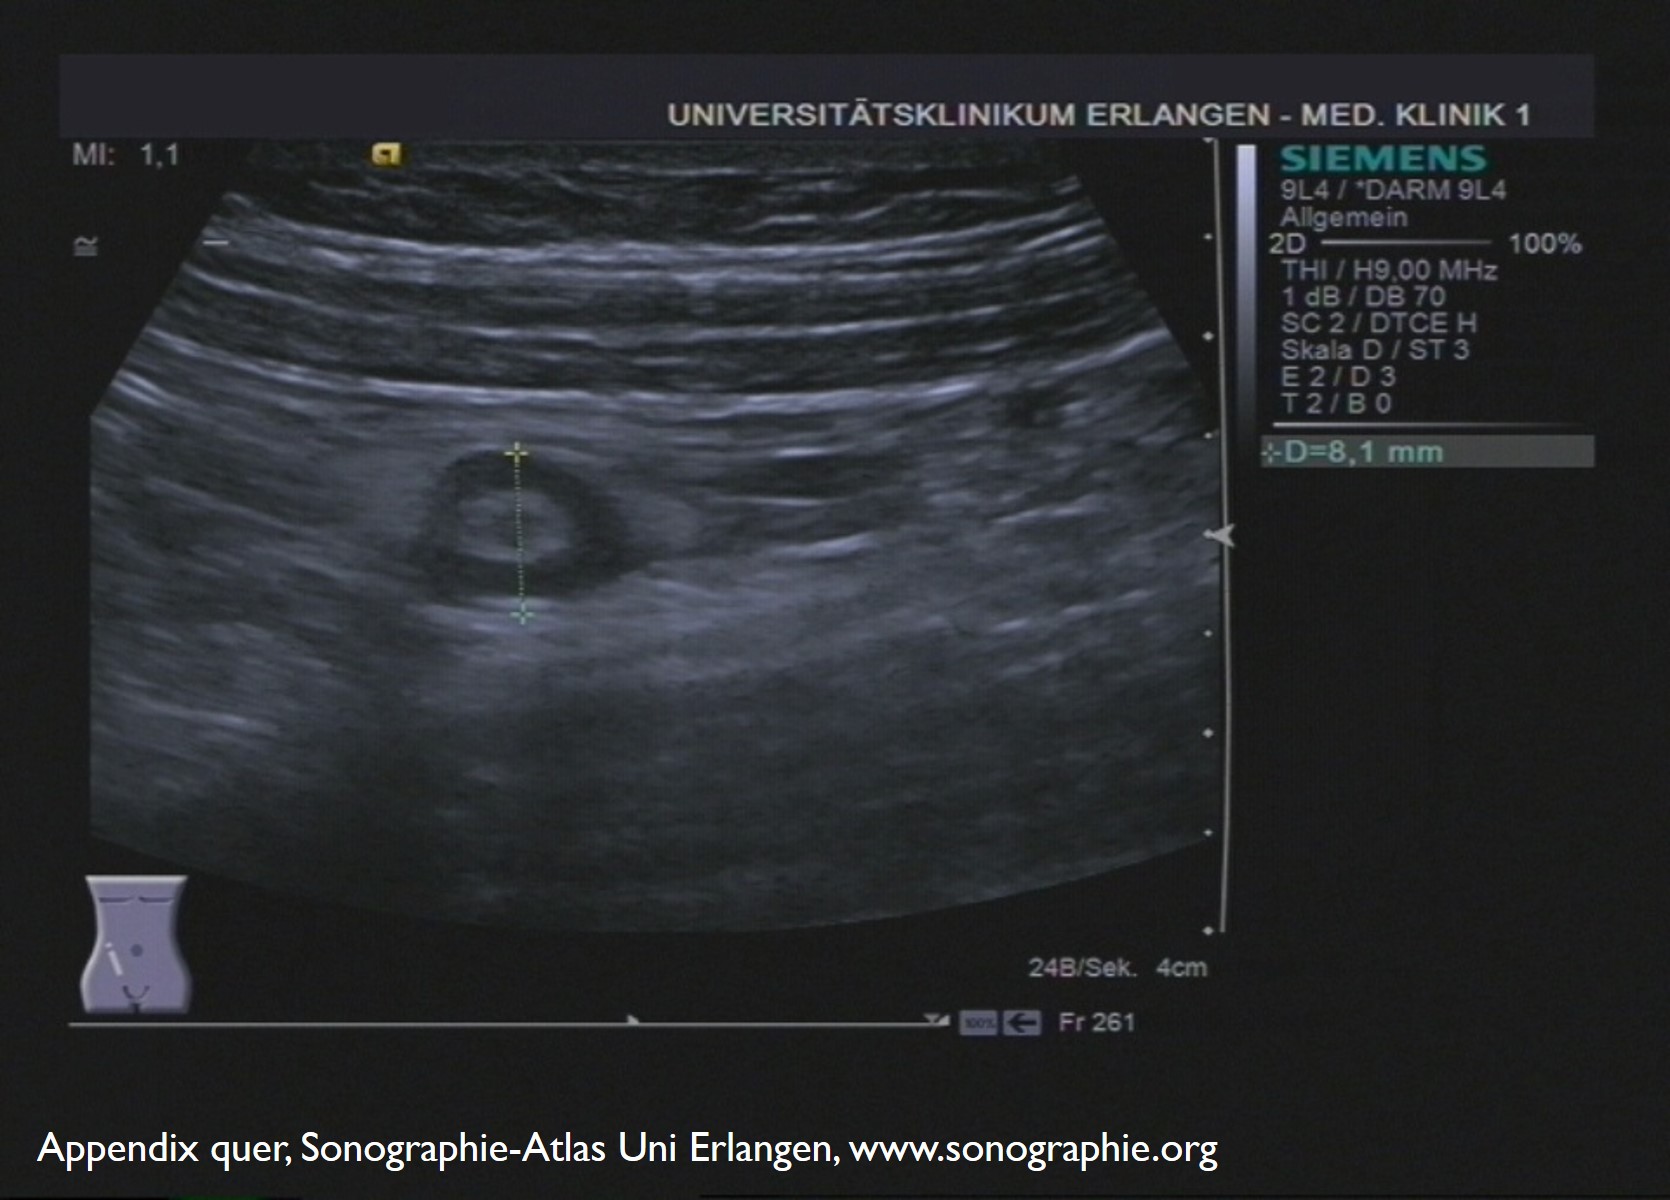 UNIVERSITÄTSKLINIKUM ERLANGEN - MED. KLINIK 1
MI: 1,1
SIEMENS
9L4 / *DARM 9L4
Allgemein
2D 100%
THI / H9,00 MHz
1 dB / DB 70
SC 2 / DTCE H
Skala D / ST 3
E 2 / D 3
T 2 / B 0
D=8,1 mm
24B/Sek. 4cm
100% Fr 261
Appendix quer, Sonographie-Atlas Uni Erlangen, www.sonographie.org